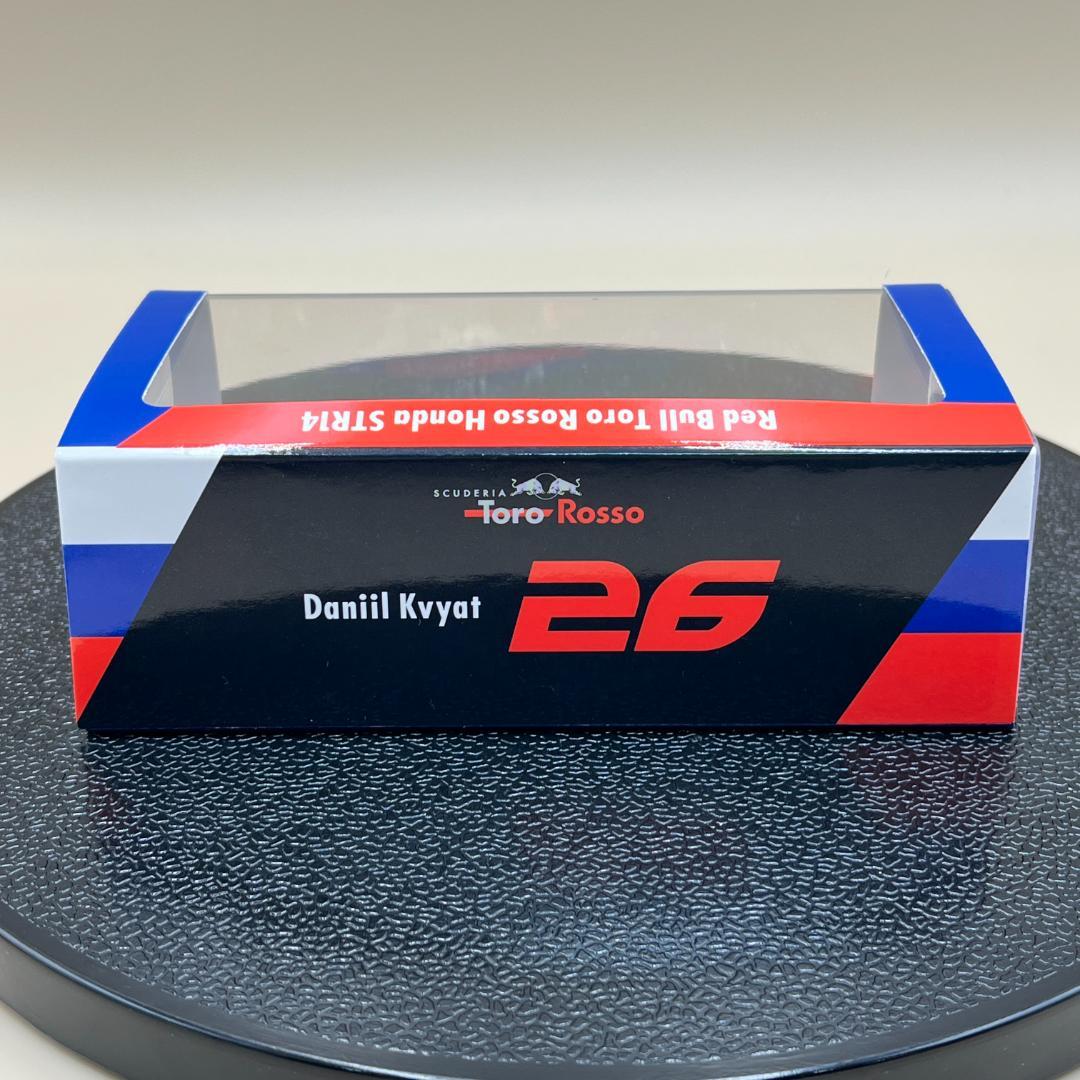 Red Bull Toro Rosso Honda STR14
SCUDERIA
Toro Rosso
Daniil Kvyat 26